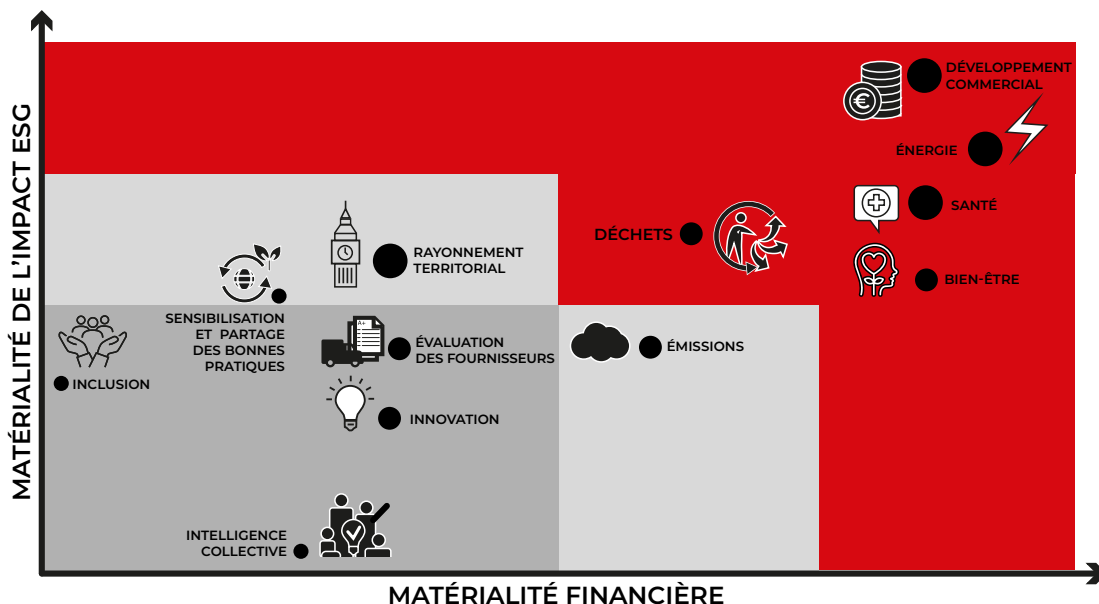 MATÉRIALITÉ DE L'IMPACT ESG
DÉVELOPPEMENT
COMMERCIAL
€
ÉNERGIE
SANTÉ
DÉCHETS
BIEN-ÊTRE
RAYONNEMENT
TERRITORIAL
SENSIBILISATION
ET PARTAGE
DES BONNES
PRATIQUES
A+
ÉVALUATION
DES FOURNISSEURS
ÉMISSIONS
INCLUSION
INNOVATION
INTELLIGENCE
COLLECTIVE
MATÉRIALITÉ FINANCIÈRE